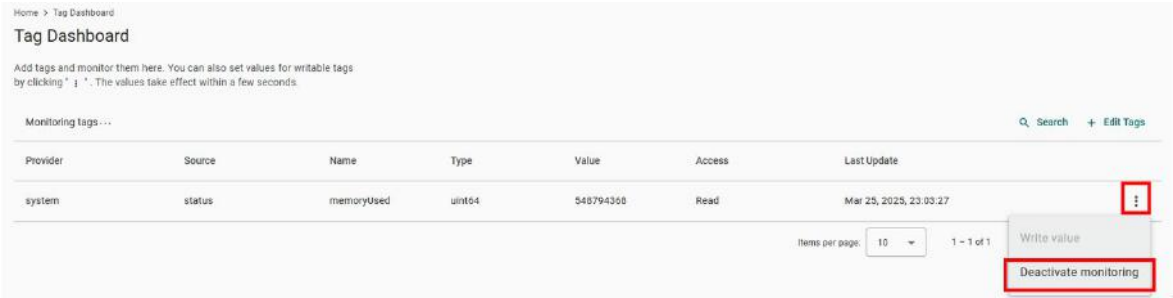 Home > Tag Dashboard
Tag Dashboard
Add tags and monitor them here. You can also set values for writable tags
by clicking " ⋮ ". The values take effect within a few seconds.
Monitoring tags ···
Search + Edit Tags
Provider Source Name Type Value Access Last Update
system status memoryUsed uint64 548794368 Read Mar 25, 2025, 23:03:27
Items per page: 10 1 – 1 of 1
Write value
Deactivate monitoring